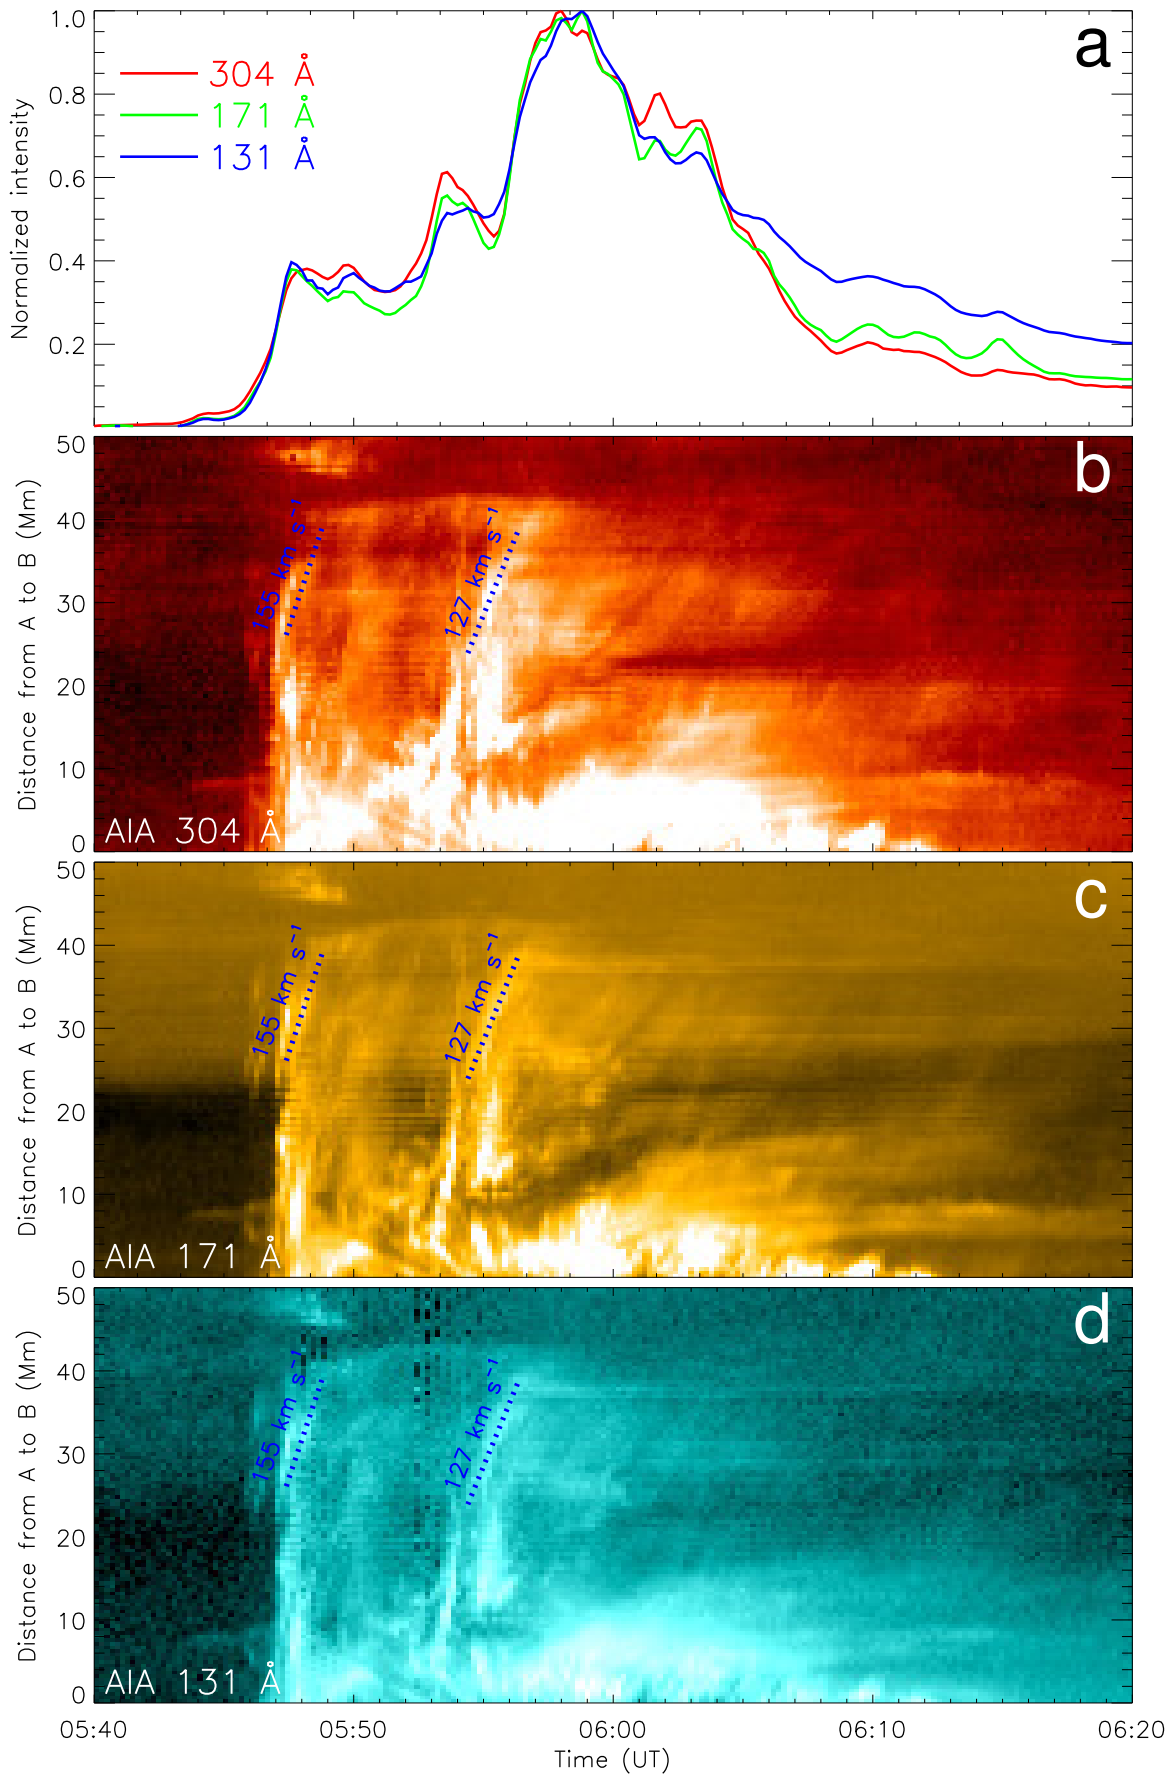 a
304 Å
171 Å
131 Å
Normalized intensity
1.0
0.8
0.6
0.4
0.2
b
50
40
30
20
10
0
Distance from A to B (Mm)
155 km s⁻¹
127 km s⁻¹
AIA 304 Å
c
50
40
30
20
10
0
Distance from A to B (Mm)
155 km s⁻¹
127 km s⁻¹
AIA 171 Å
d
50
40
30
20
10
0
Distance from A to B (Mm)
155 km s⁻¹
127 km s⁻¹
AIA 131 Å
05:40 05:50 06:00 06:10 06:20
Time (UT)